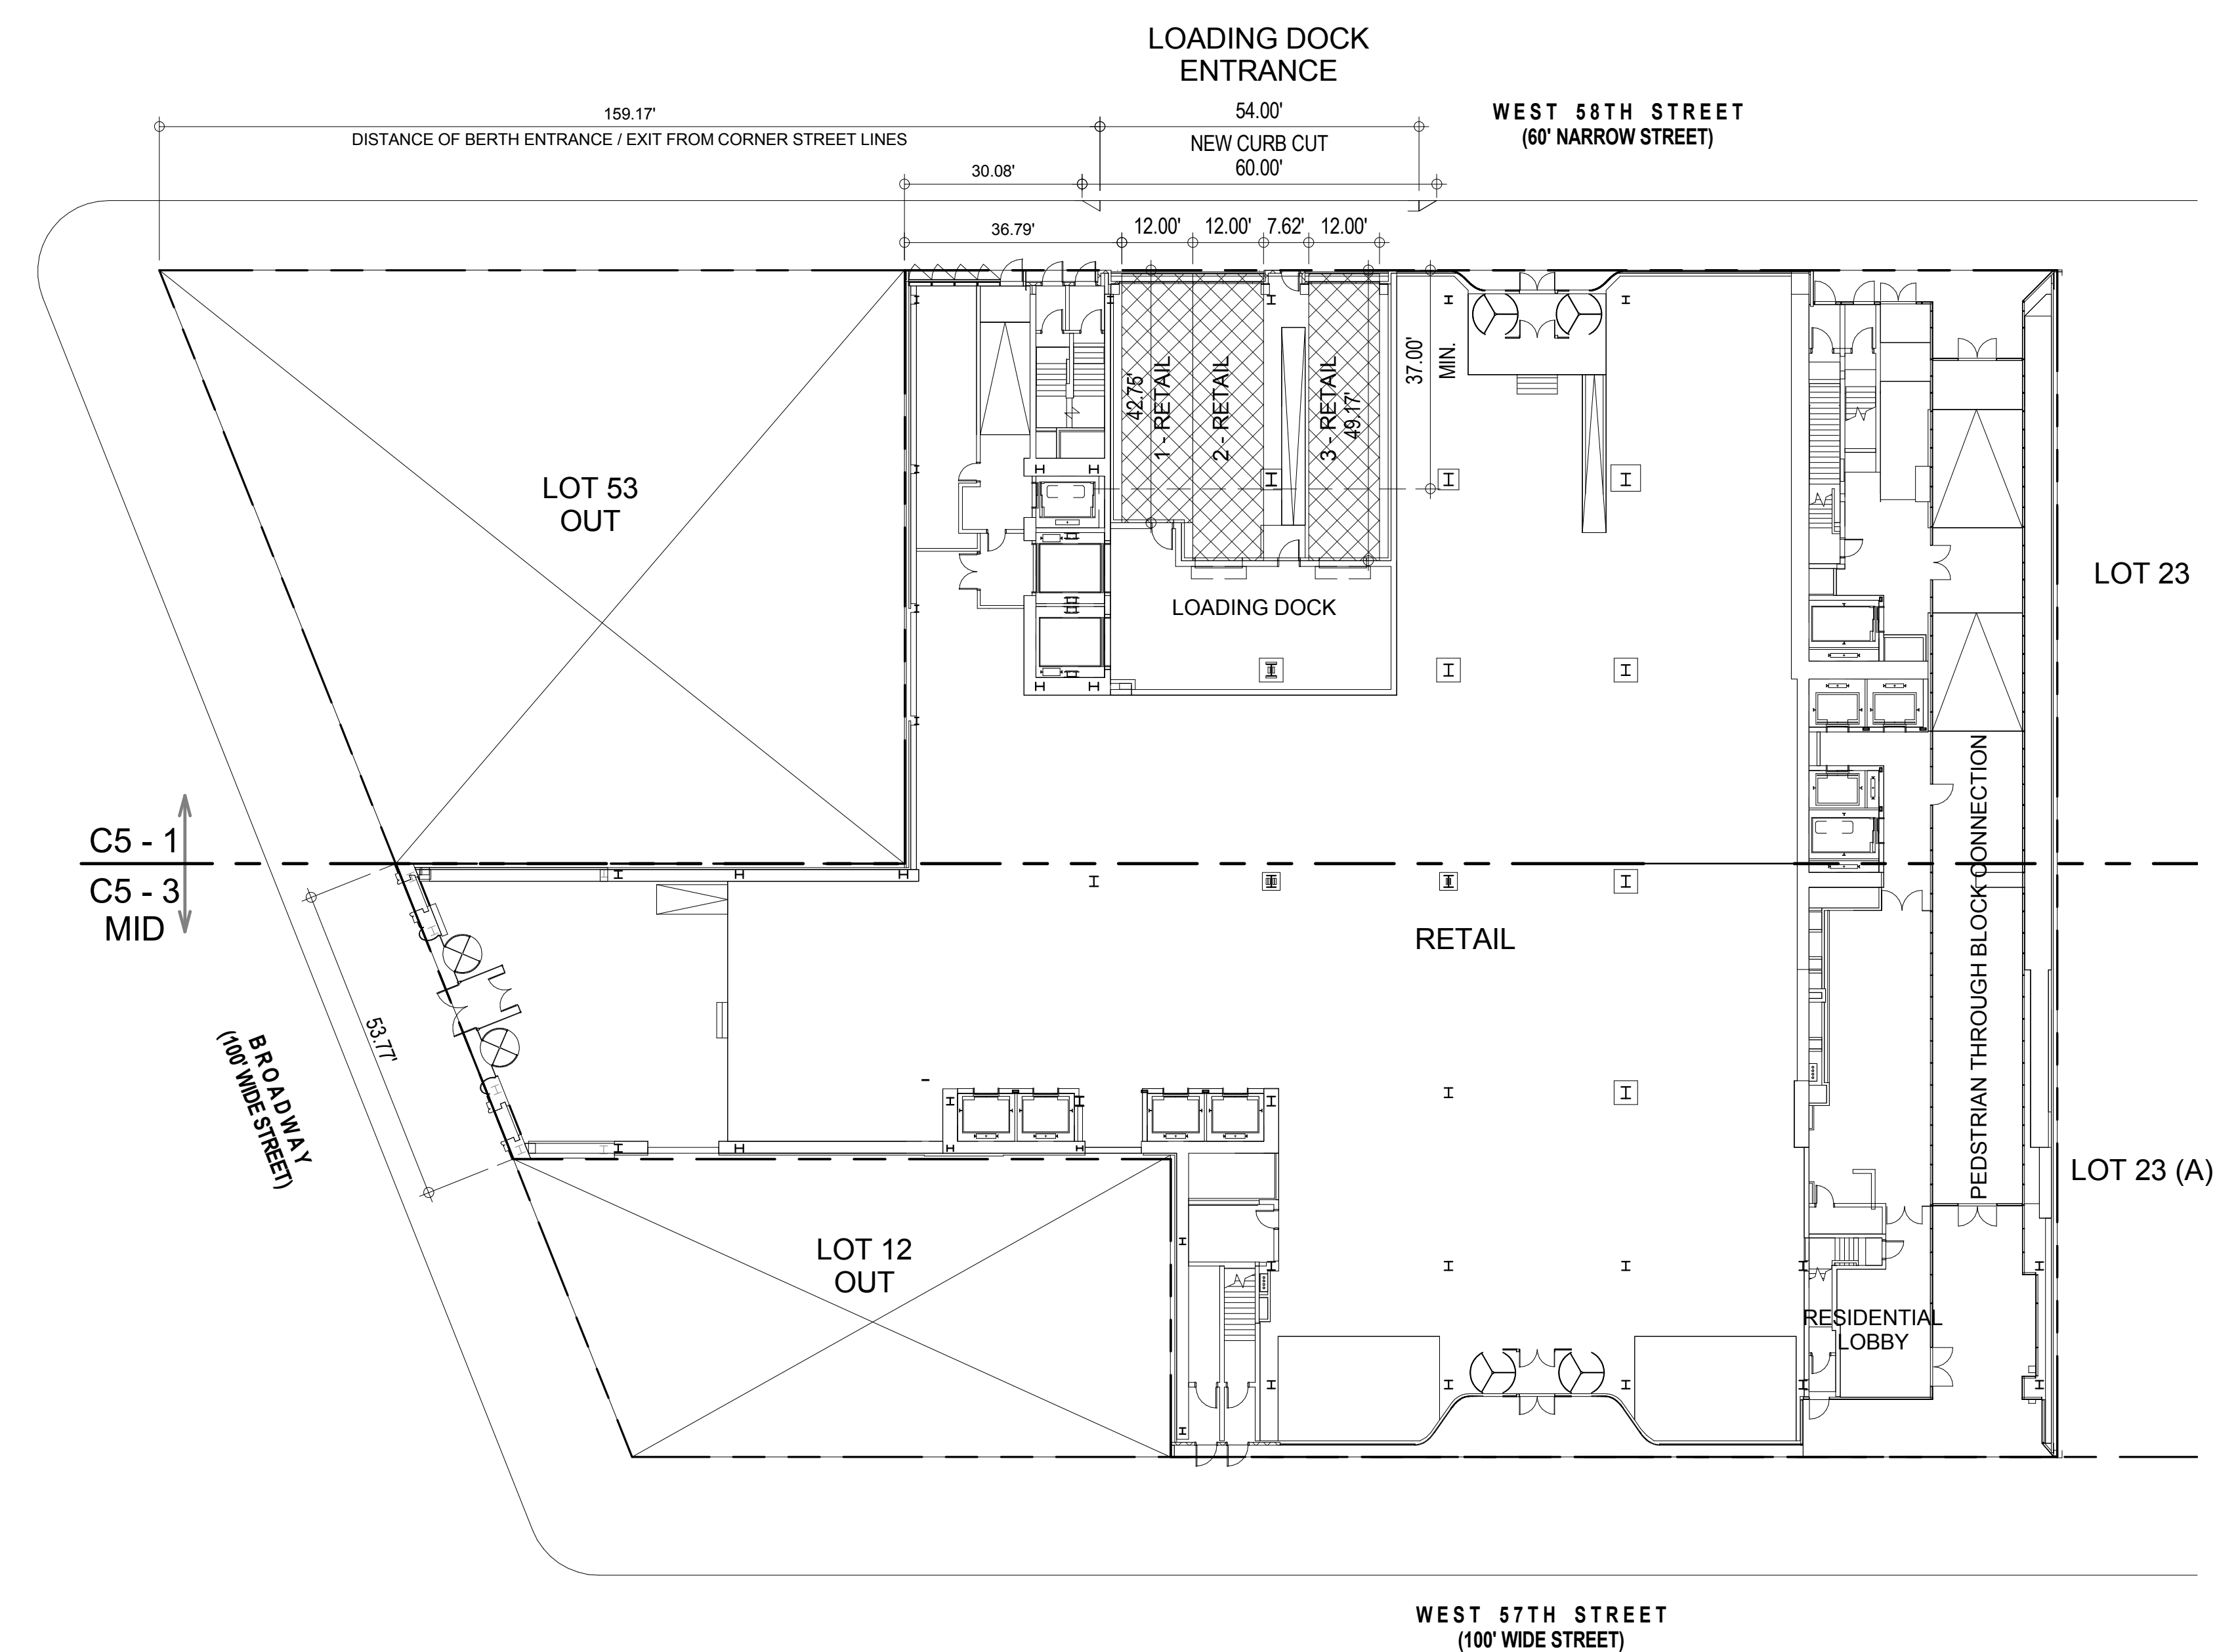 LOADING DOCK
ENTRANCE
159.17'
54.00'
WEST 58TH STREET
(60' NARROW STREET)
DISTANCE OF BERTH ENTRANCE / EXIT FROM CORNER STREET LINES
NEW CURB CUT
30.08'
60.00'
36.79'
12.00'
12.00'
7.62'
12.00'
42.75'
1 - RETAIL
2 - RETAIL
3 - RETAIL
49.17'
37.00'
MIN.
LOT 53
OUT
LOADING DOCK
LOT 23
C5 - 1
C5 - 3
MID
RETAIL
PEDSTRIAN THROUGH BLOCK CONNECTION
53.77'
BROADWAY
(100' WIDE STREET)
LOT 23 (A)
LOT 12
OUT
RESIDENTIAL
LOBBY
WEST 57TH STREET
(100' WIDE STREET)